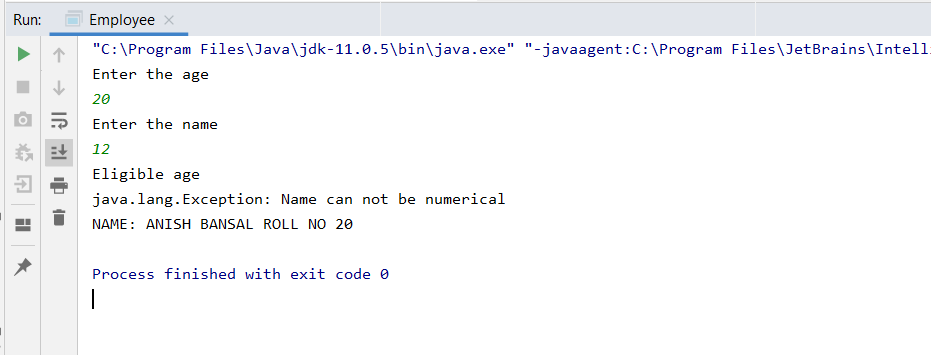 Run: Employee
"C:\Program Files\Java\jdk-11.0.5\bin\java.exe" "-javaagent:C:\Program Files\JetBrains\Intell
Enter the age
20
Enter the name
12
Eligible age
java.lang.Exception: Name can not be numerical
NAME: ANISH BANSAL ROLL NO 20
Process finished with exit code 0